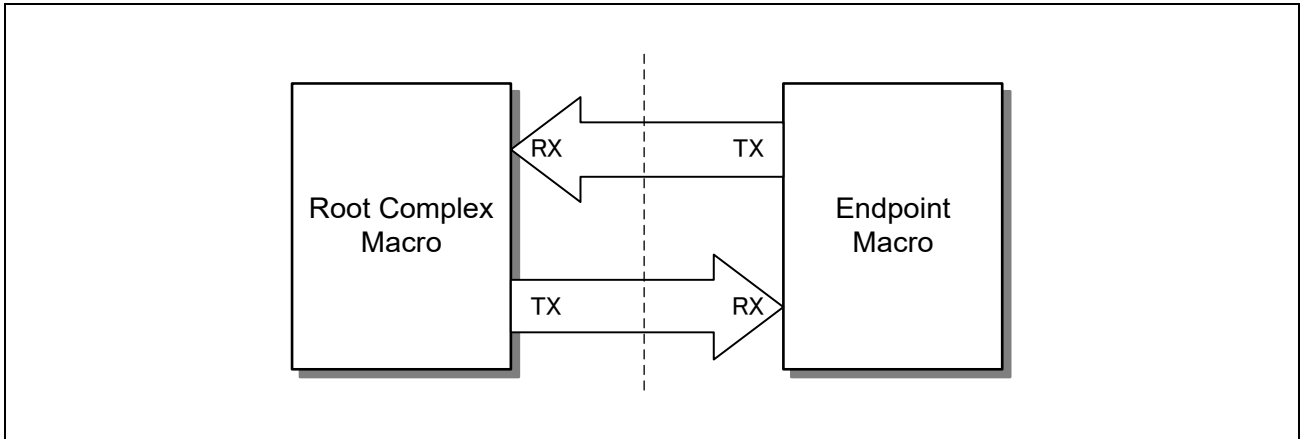 RX
TX
Root Complex
Macro
Endpoint
Macro
TX
RX